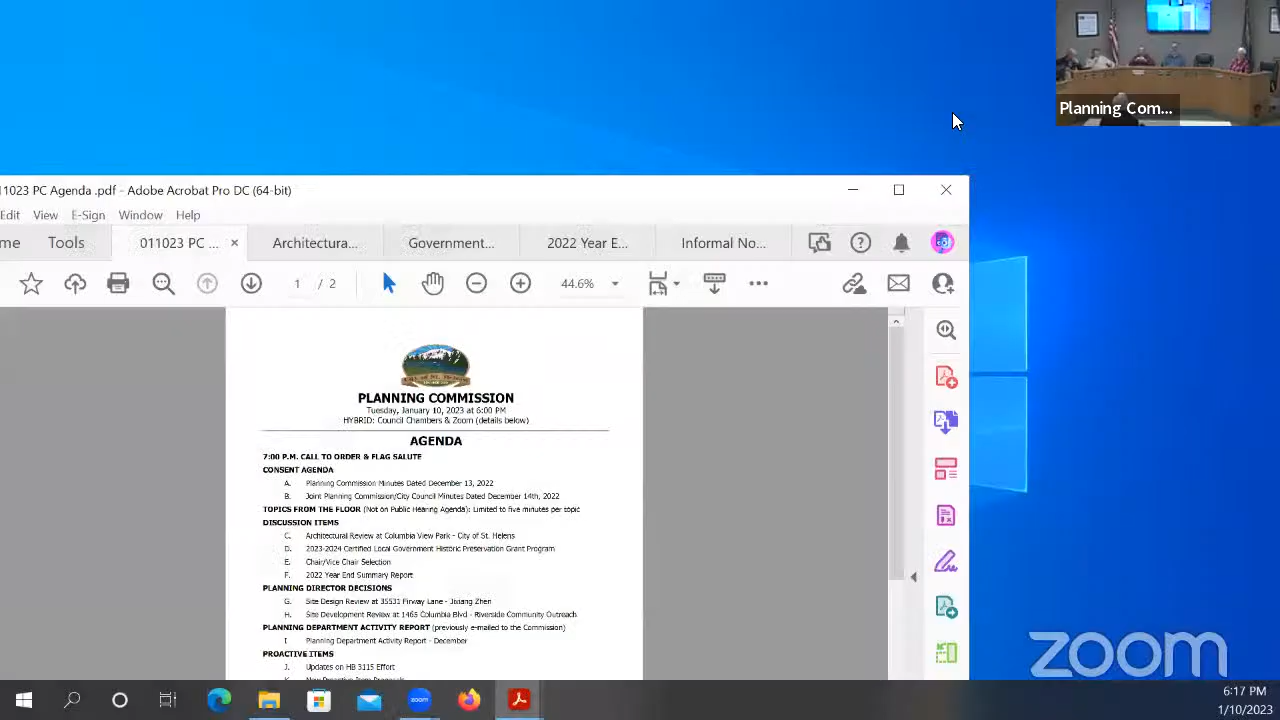 Planning Com...
11023 PC Agenda .pdf - Adobe Acrobat Pro DC (64-bit)
Edit View E-Sign Window Help
me Tools 011023 PC ... × Architectura... Government... 2022 Year E... Informal No...
1 / 2 44.6%
PLANNING COMMISSION
Tuesday, January 10, 2023 at 6:00 PM
HYBRID: Council Chambers & Zoom (details below)
AGENDA
7:00 P.M. CALL TO ORDER & FLAG SALUTE
CONSENT AGENDA
A. Planning Commission Minutes Dated December 13, 2022
B. Joint Planning Commission/City Council Minutes Dated December 14th, 2022
TOPICS FROM THE FLOOR (Not on Public Hearing Agenda): Limited to five minutes per topic
DISCUSSION ITEMS
C. Architectural Review at Columbia View Park - City of St. Helens
D. 2023-2024 Certified Local Government Historic Preservation Grant Program
E. Chair/Vice Chair Selection
F. 2022 Year End Summary Report
PLANNING DIRECTOR DECISIONS
G. Site Design Review at 35531 Firway Lane - Jixiang Zhen
H. Site Development Review at 1465 Columbia Blvd - Riverside Community Outreach
PLANNING DEPARTMENT ACTIVITY REPORT (previously e-mailed to the Commission)
I Planning Department Activity Report - December
PROACTIVE ITEMS
J. Updates on HB 3115 Effort
zoom
zoom
6:17 PM
1/10/2023